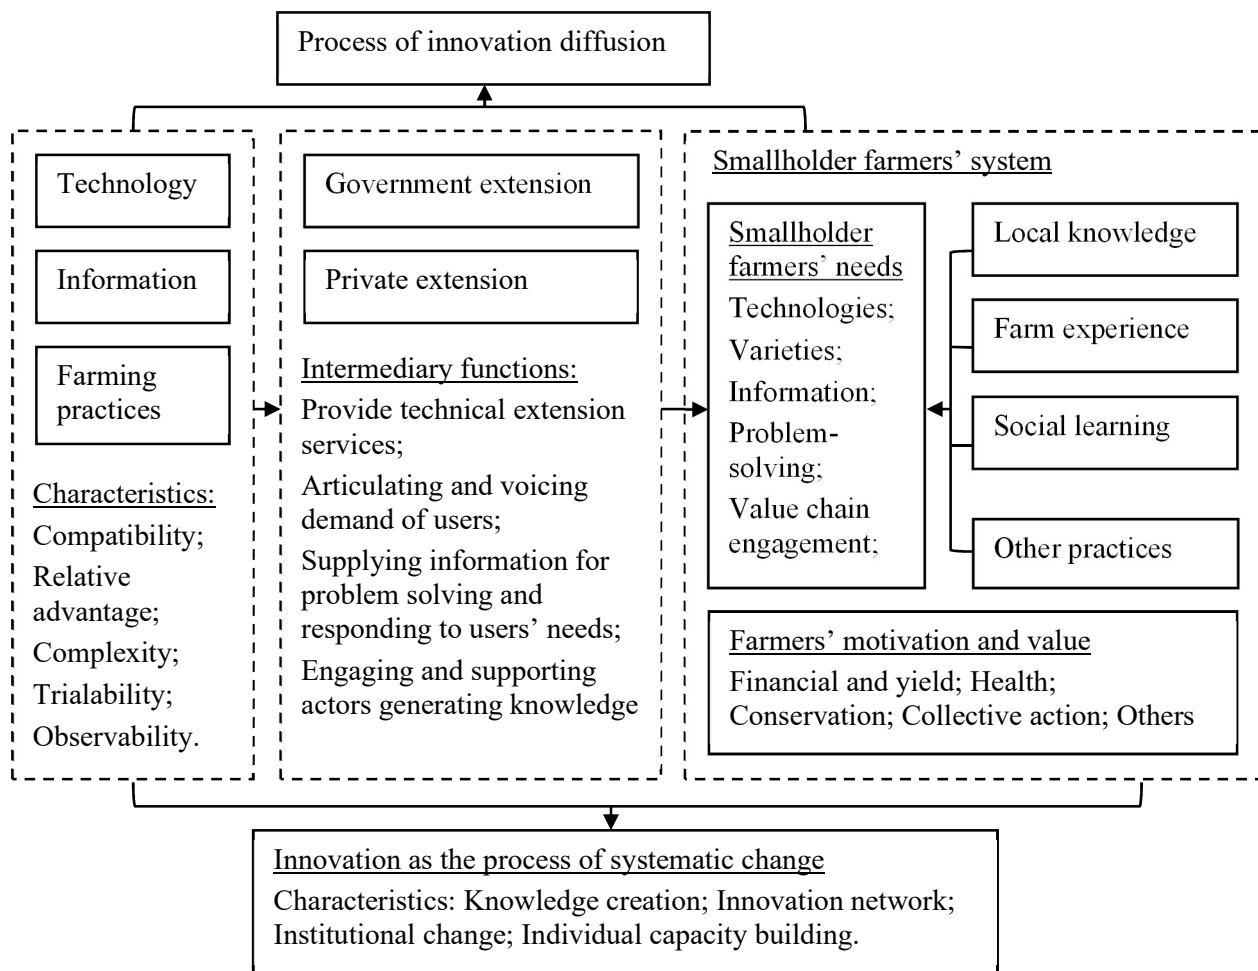 Process of innovation diffusion
Technology
Information
Farming
practices
Characteristics:
Compatibility;
Relative
advantage;
Complexity;
Trialability;
Observability.
Government extension
Private extension
Intermediary functions:
Provide technical extension
services;
Articulating and voicing
demand of users;
Supplying information for
problem solving and
responding to users’ needs;
Engaging and supporting
actors generating knowledge
Smallholder farmers’ system
Smallholder
farmers’ needs
Technologies;
Varieties;
Information;
Problem-
solving;
Value chain
engagement;
Local knowledge
Farm experience
Social learning
Other practices
Farmers’ motivation and value
Financial and yield; Health;
Conservation; Collective action; Others
Innovation as the process of systematic change
Characteristics: Knowledge creation; Innovation network;
Institutional change; Individual capacity building.